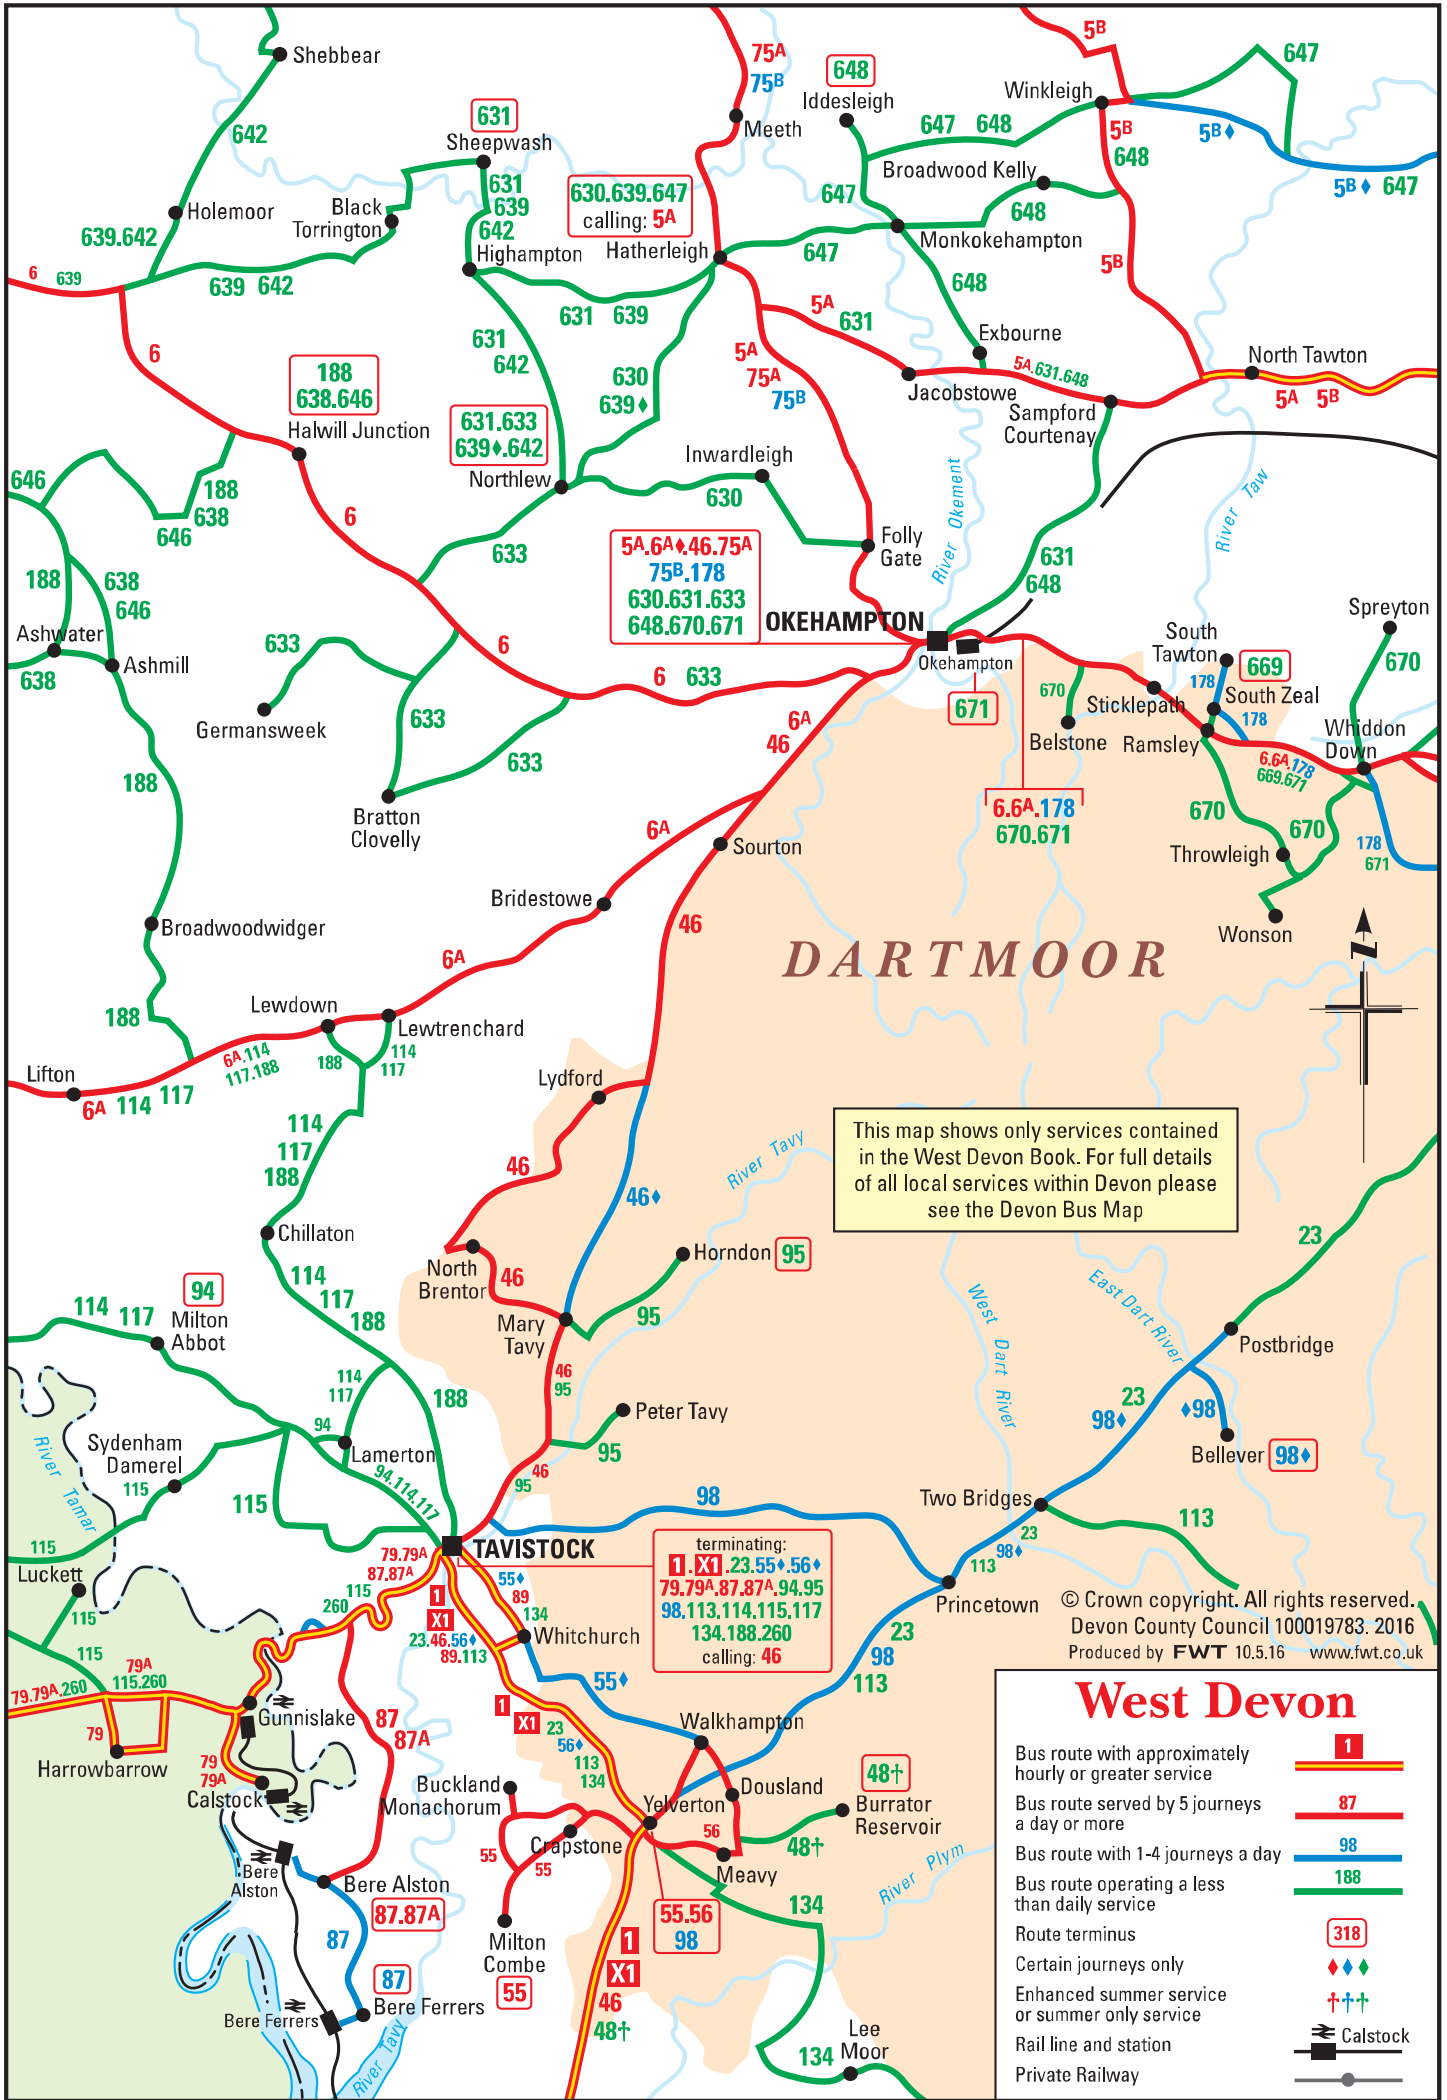 Shebbear
642
Holemoor
639.642
6
639
639 642
Black
Torrington
631
Sheepwash
631
639
642
Highampton
75A
75B
Meeth
630.639.647
calling: 5A
Hatherleigh
648
Iddesleigh
647 648
647
Broadwood Kelly
648
Monkokehampton
647
648
Winkleigh
5B
647
5B
648
5B♦
5B♦ 647
5B
631 639
5A
631
Exbourne
5A
75A
75B
Jacobstowe
5A.631.648
Sampford
Courtenay
North Tawton
5A 5B
6
188
638.646
Halwill Junction
631
642
630
639♦
631.633
639♦.642
Northlew
Inwardleigh
630
646
188
638
646
6
633
Folly
Gate
River Okement
River Taw
631
648
5A.6A♦.46.75A
75B.178
630.631.633
648.670.671
OKEHAMPTON
Okehampton
671
188
638
646
Ashwater
Ashmill
638
633
Germansweek
633
633
Bratton
Clovelly
6
6 633
6A
46
670
Belstone
Sticklepath
South
Tawton
669
178
South Zeal
178
Ramsley
Spreyton
670
Whiddon
Down
6.6A.178
669.671
6.6A.178
670.671
670
670
Throwleigh
Wonson
178
671
188
Broadwoodwidger
188
6A
Sourton
Bridestowe
46
6A
DARTMOOR
N
Lewdown
Lewtrenchard
6A.114
117.188
188
114
117
Lifton
6A 114 117
114
117
188
Chillaton
Lydford
46
46♦
River Tavy
This map shows only services contained
in the West Devon Book. For full details
of all local services within Devon please
see the Devon Bus Map
North
Brentor
46
Horndon
95
95
Mary
Tavy
114
117
188
94
Milton
Abbot
114 117
114
117
188
94
Lamerton
94.114.117
46
95
Peter Tavy
95
46
95
West Dart River
East Dart River
23
Postbridge
23
98♦
♦98
Bellever
98♦
River Tamar
Sydenham
Damerel
115
115
115
98
Two Bridges
23
98♦
113
113
Princetown
TAVISTOCK
terminating:
1.X1.23.55♦.56♦
79.79A.87.87A.94.95
98.113.114.115.117
134.188.260
calling: 46
79.79A
87.87A
115
260
1
X1
23.46.56♦
89.113
55♦
89
134
Whitchurch
55♦
Luckett
115
115
79.79A.260
79A
115.260
79
Harrowbarrow
Gunnislake
79
79A
Calstock
87
87A
1
X1
23
56♦
113
134
23
98
113
© Crown copyright. All rights reserved.
Devon County Council 100019783. 2016
Produced by FWT 10.5.16 www.fwt.co.uk
Walkhampton
Buckland
Monachorum
Crapstone
55
55
Yelverton
Dousland
56
Meavy
48†
Burrator
Reservoir
48†
River Plym
134
55.56
98
Bere
Alston
Bere Alston
87.87A
87
87
Bere Ferrers
Bere Ferrers
River Tavy
Milton
Combe
55
1
X1
46
48†
134
Lee
Moor
West Devon
Bus route with approximately
hourly or greater service
1
Bus route served by 5 journeys
a day or more
87
Bus route with 1-4 journeys a day
98
Bus route operating a less
than daily service
188
Route terminus
318
Certain journeys only
♦♦♦
Enhanced summer service
or summer only service
†††
Rail line and station
Calstock
Private Railway